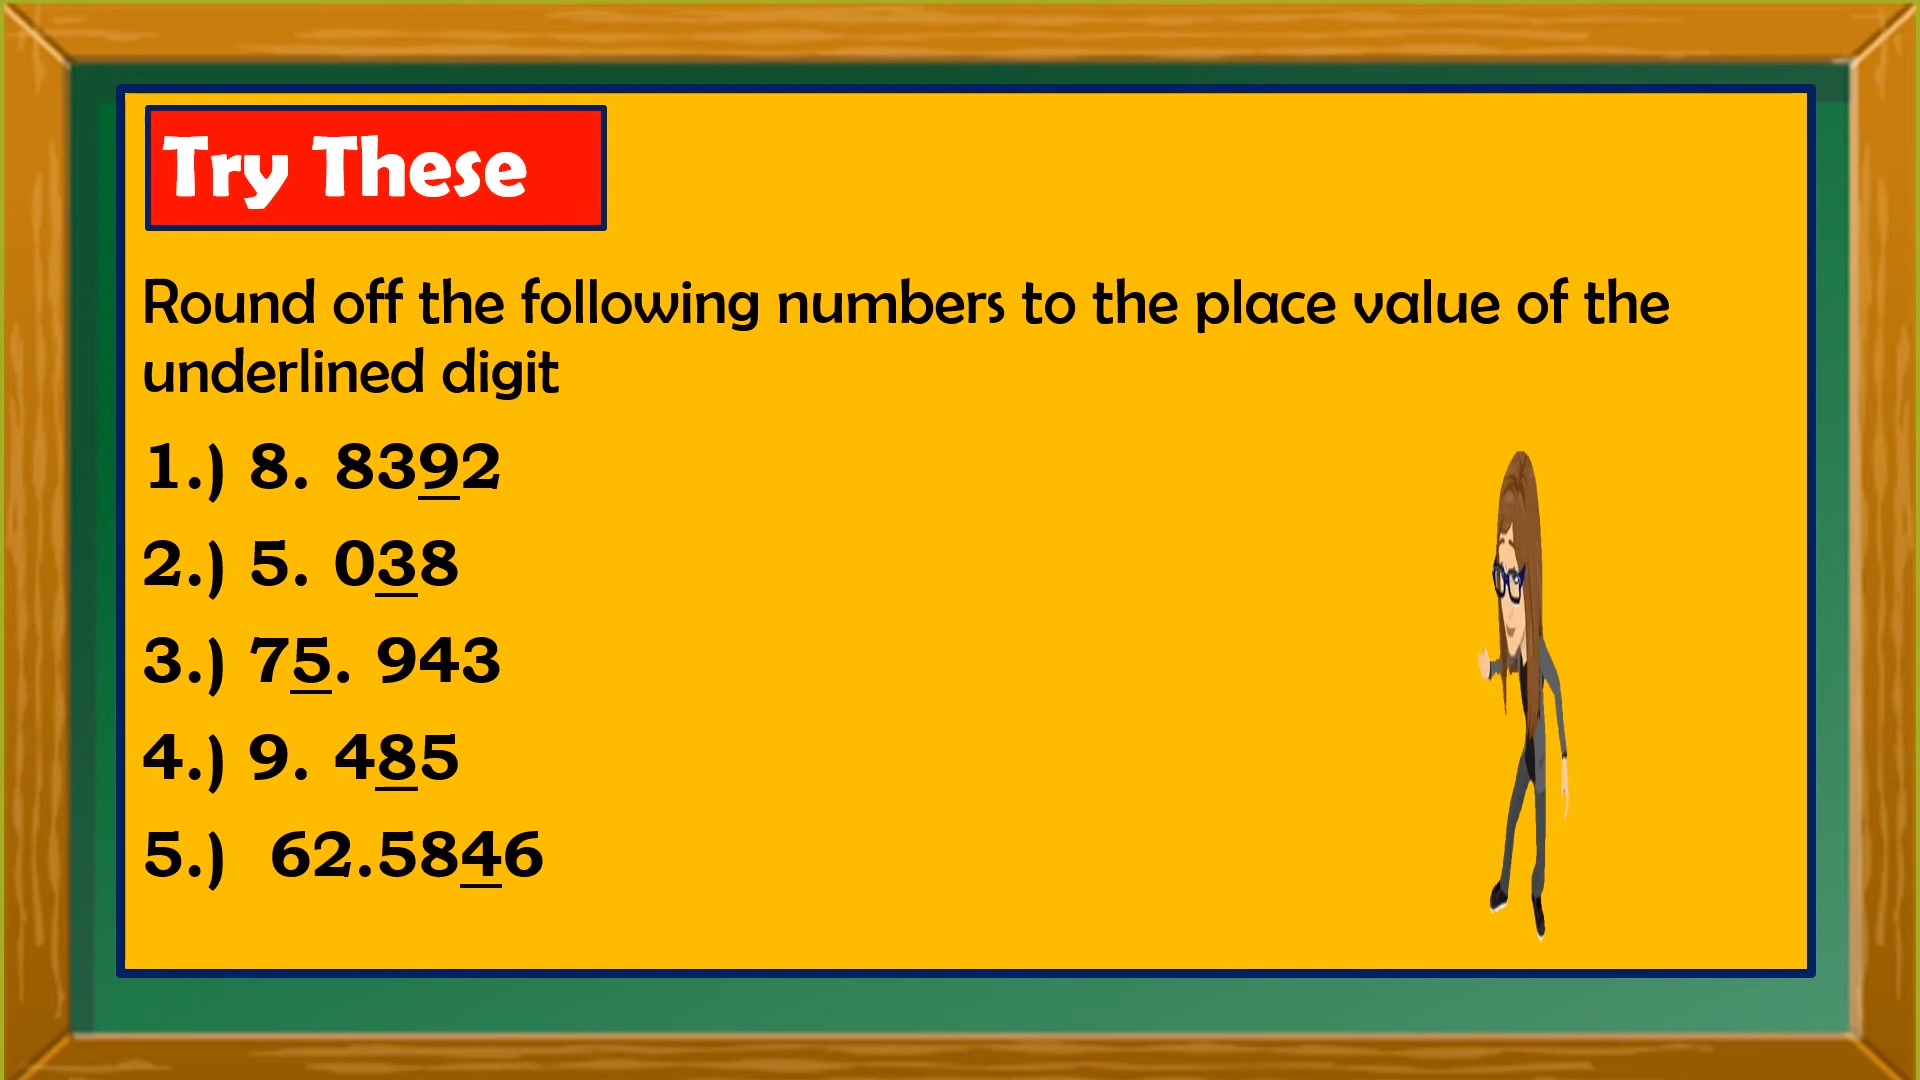 Try These
Round off the following numbers to the place value of the
underlined digit
1.) 8. 8392
2.) 5. 038
3.) 75. 943
4.) 9. 485
5.)  62.5846